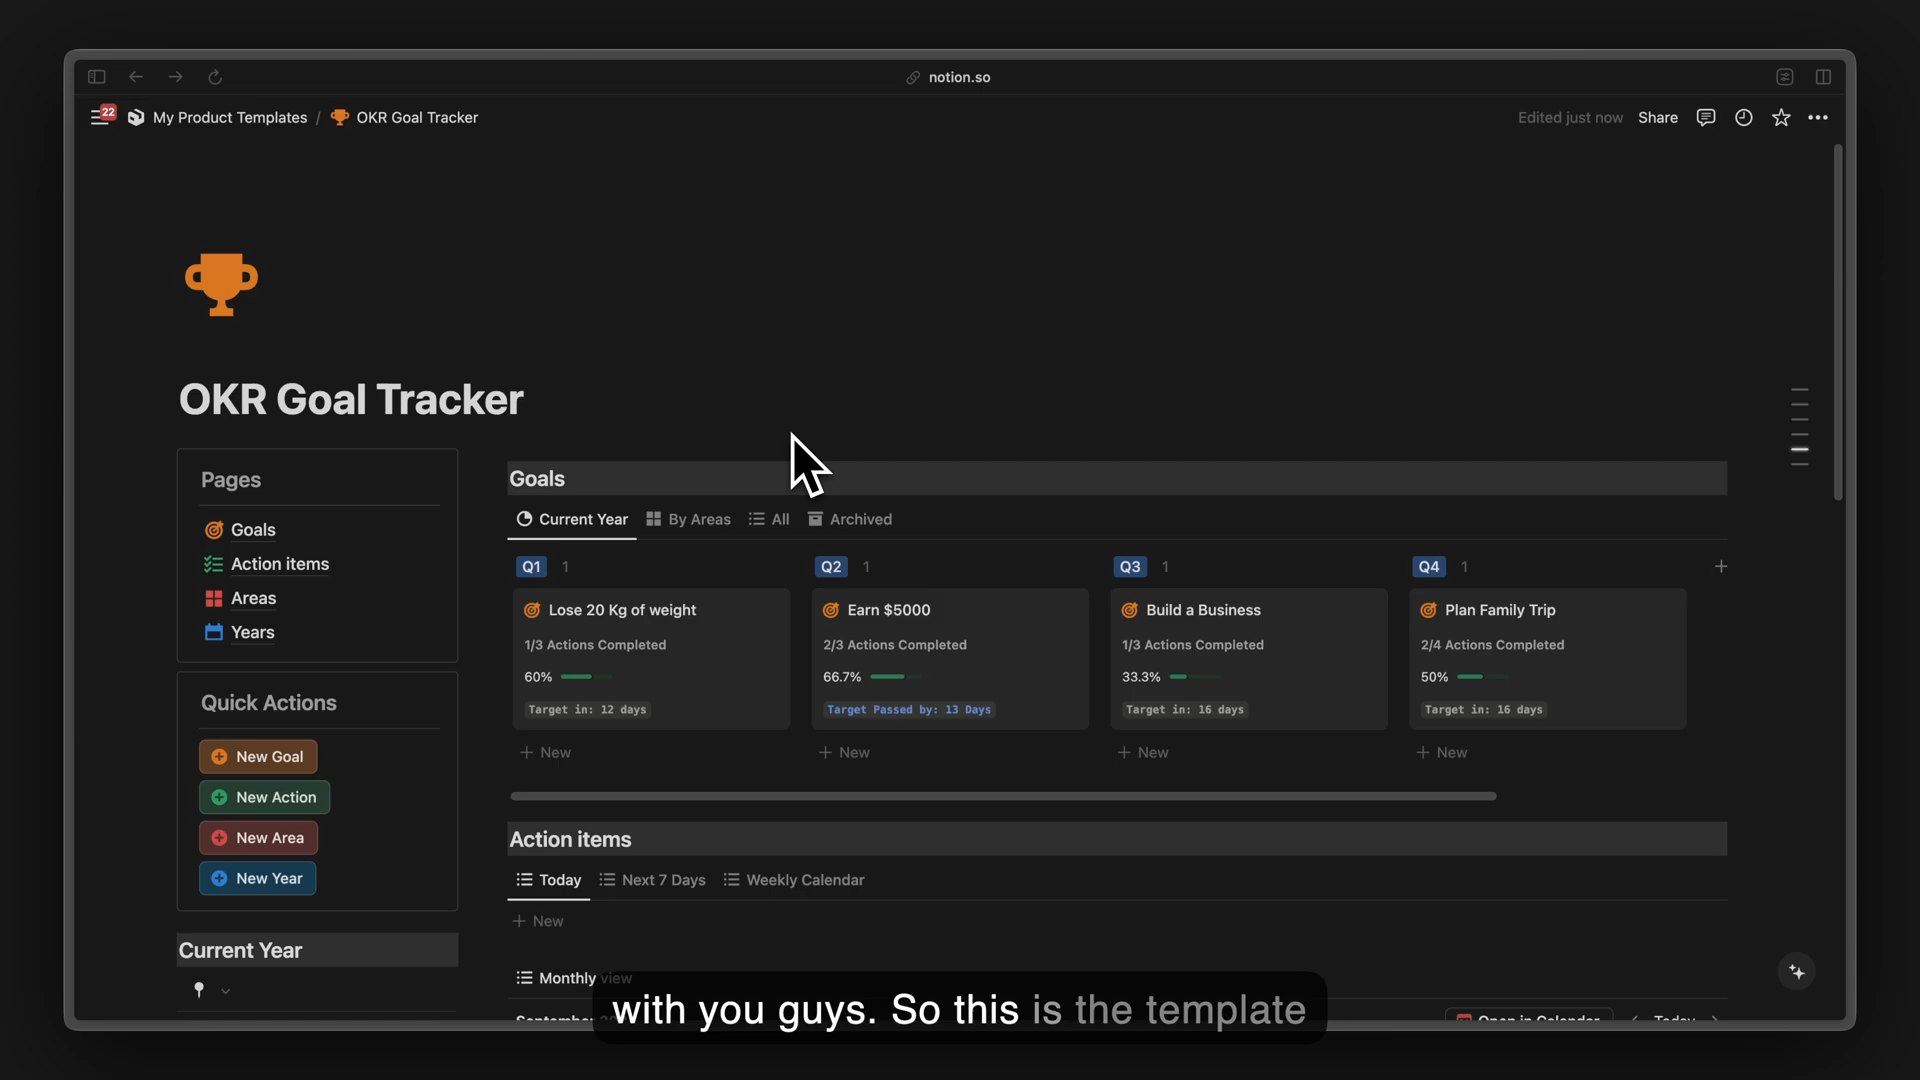 notion.so
22
My Product Templates / OKR Goal Tracker
Edited just now Share
OKR Goal Tracker
Pages
Goals
Action items
Areas
Years
Quick Actions
New Goal
New Action
New Area
New Year
Current Year
Goals
Current Year By Areas All Archived
Q1 1
Lose 20 Kg of weight
1/3 Actions Completed
60%
Target in: 12 days
+ New
Q2 1
Earn $5000
2/3 Actions Completed
66.7%
Target Passed by: 13 Days
+ New
Q3 1
Build a Business
1/3 Actions Completed
33.3%
Target in: 16 days
+ New
Q4 1
Plan Family Trip
2/4 Actions Completed
50%
Target in: 16 days
+ New
Action items
Today Next 7 Days Weekly Calendar
+ New
Monthly view
September
Open in Calendar Today
with you guys. So this is the template